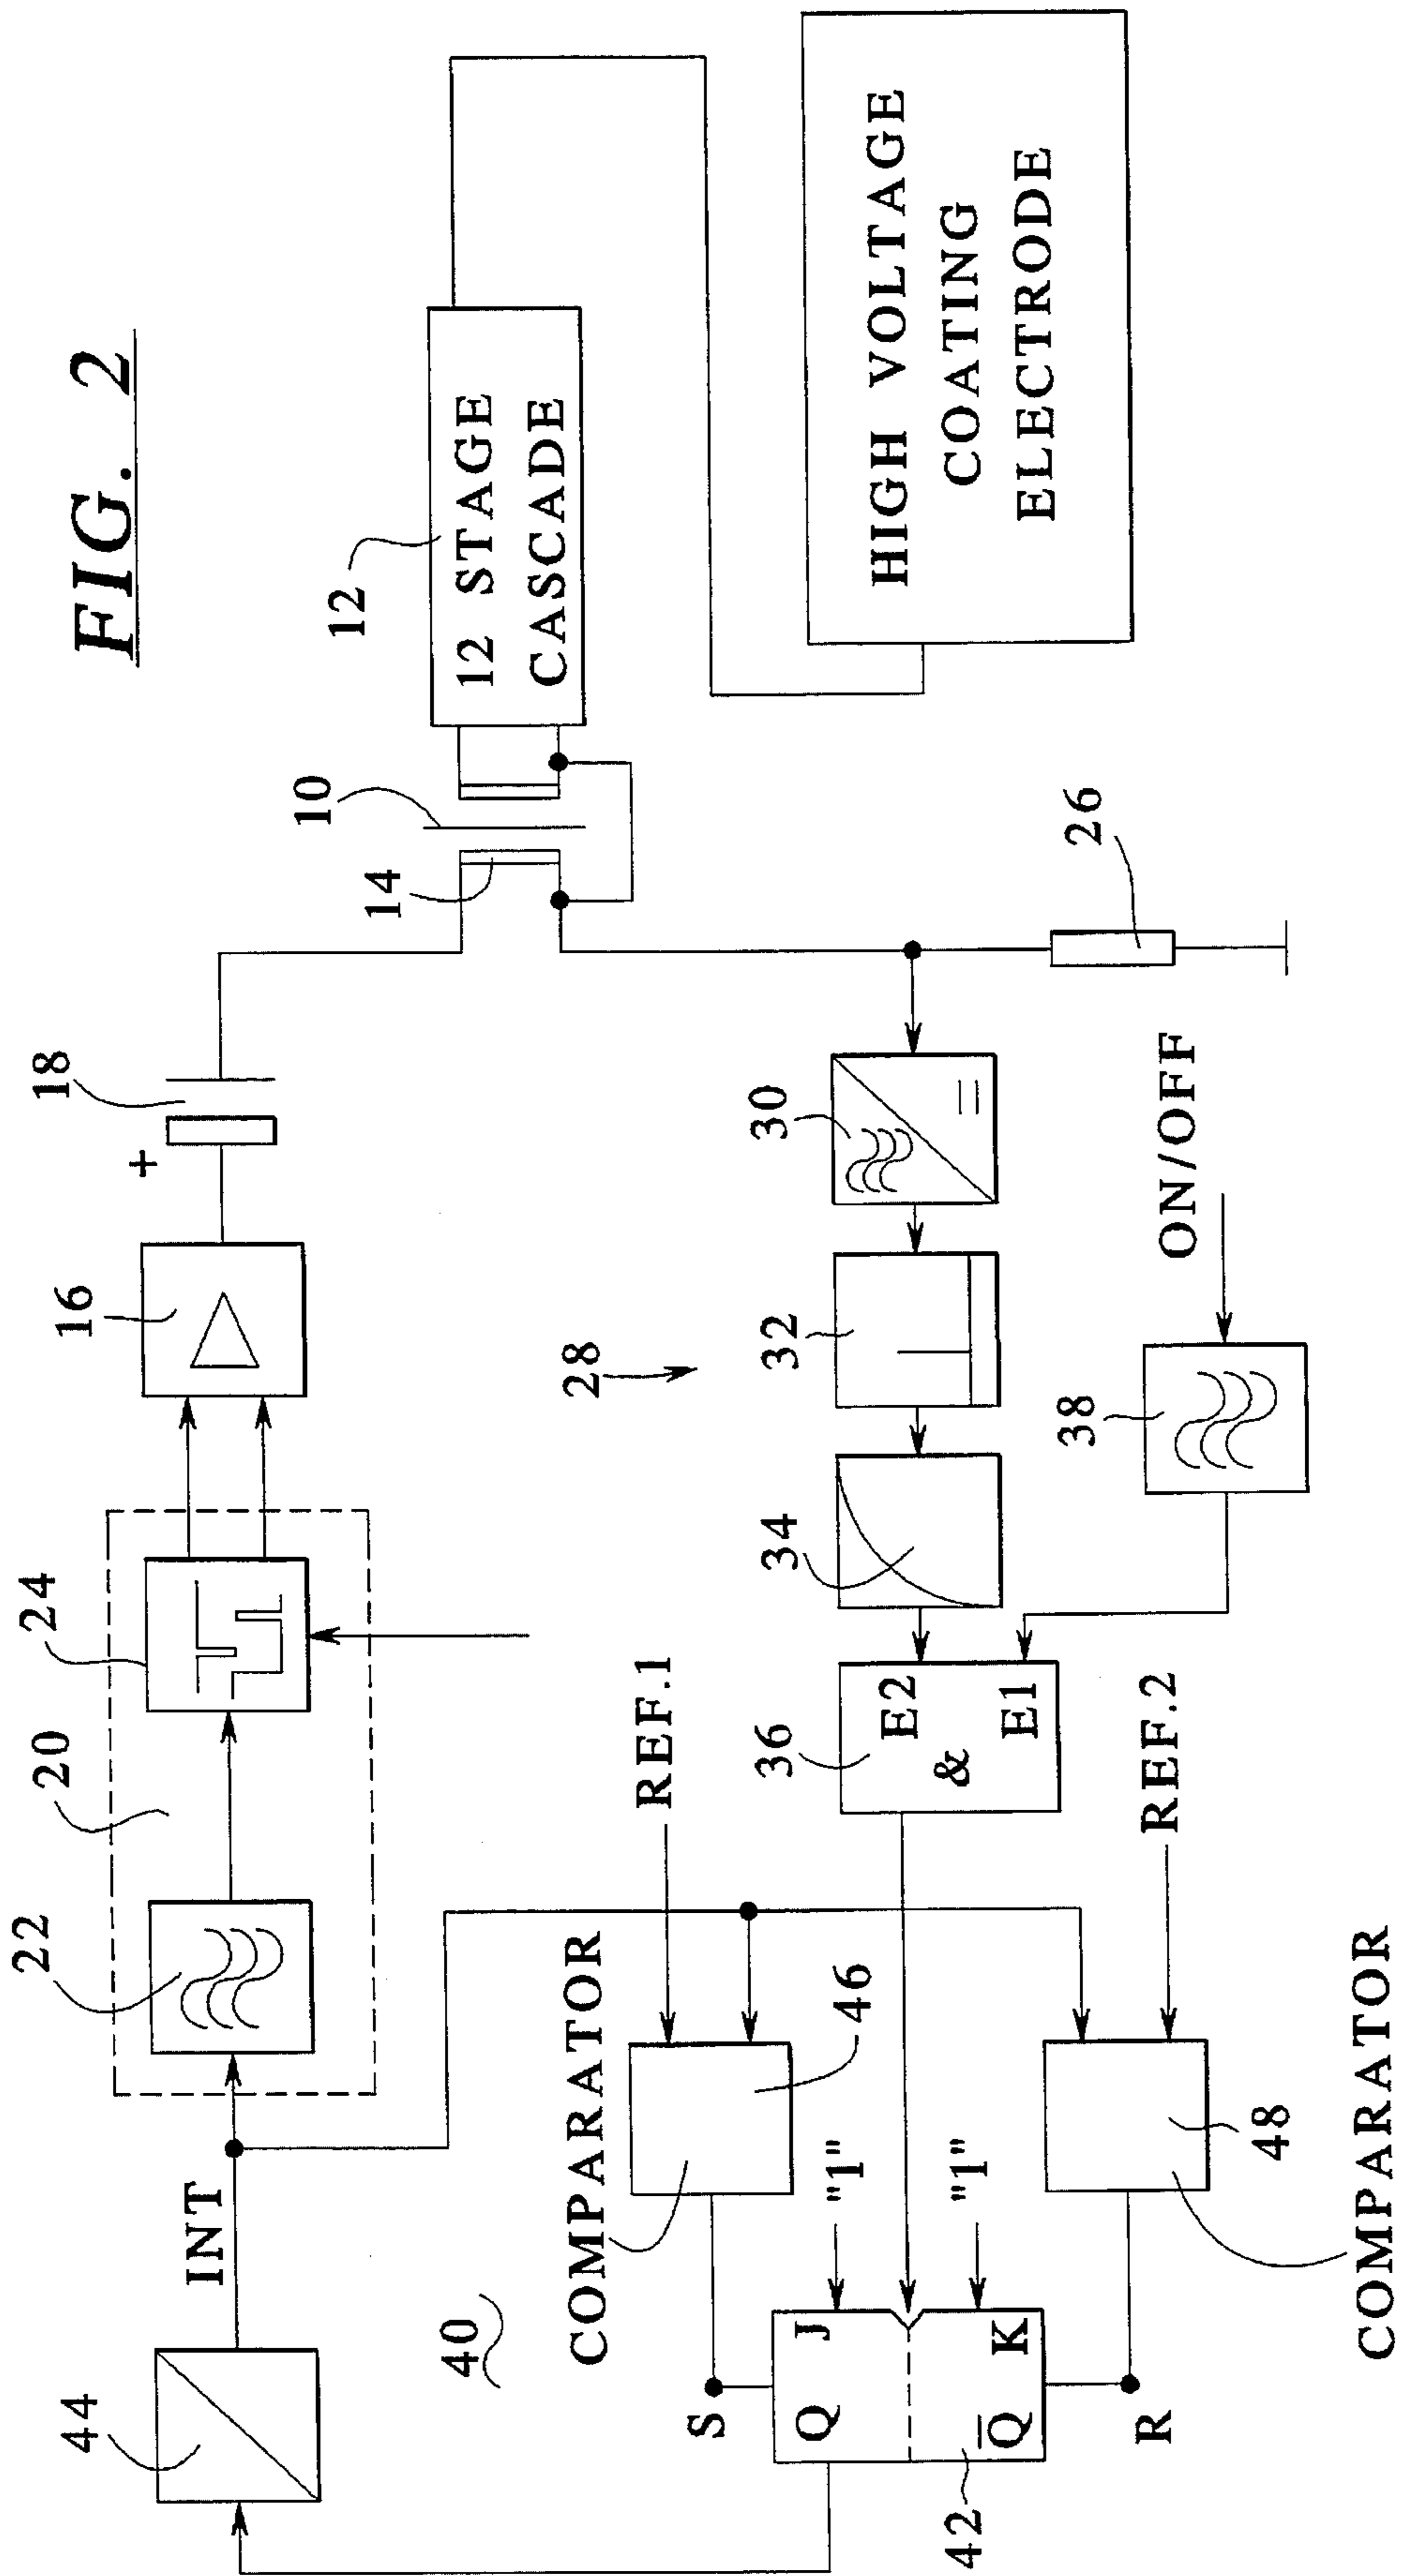 FIG. 2
44
INT
22
20
24
16
+
18
10
14
12
12 STAGE
CASCADE
HIGH VOLTAGE
COATING
ELECTRODE
40
28
26
COMPARATOR
REF.1
46
S
"1"
"1"
Q
J
Q̅
K
42
R
36
E2
&
E1
34
32
30
38
ON/OFF
REF.2
48
COMPARATOR